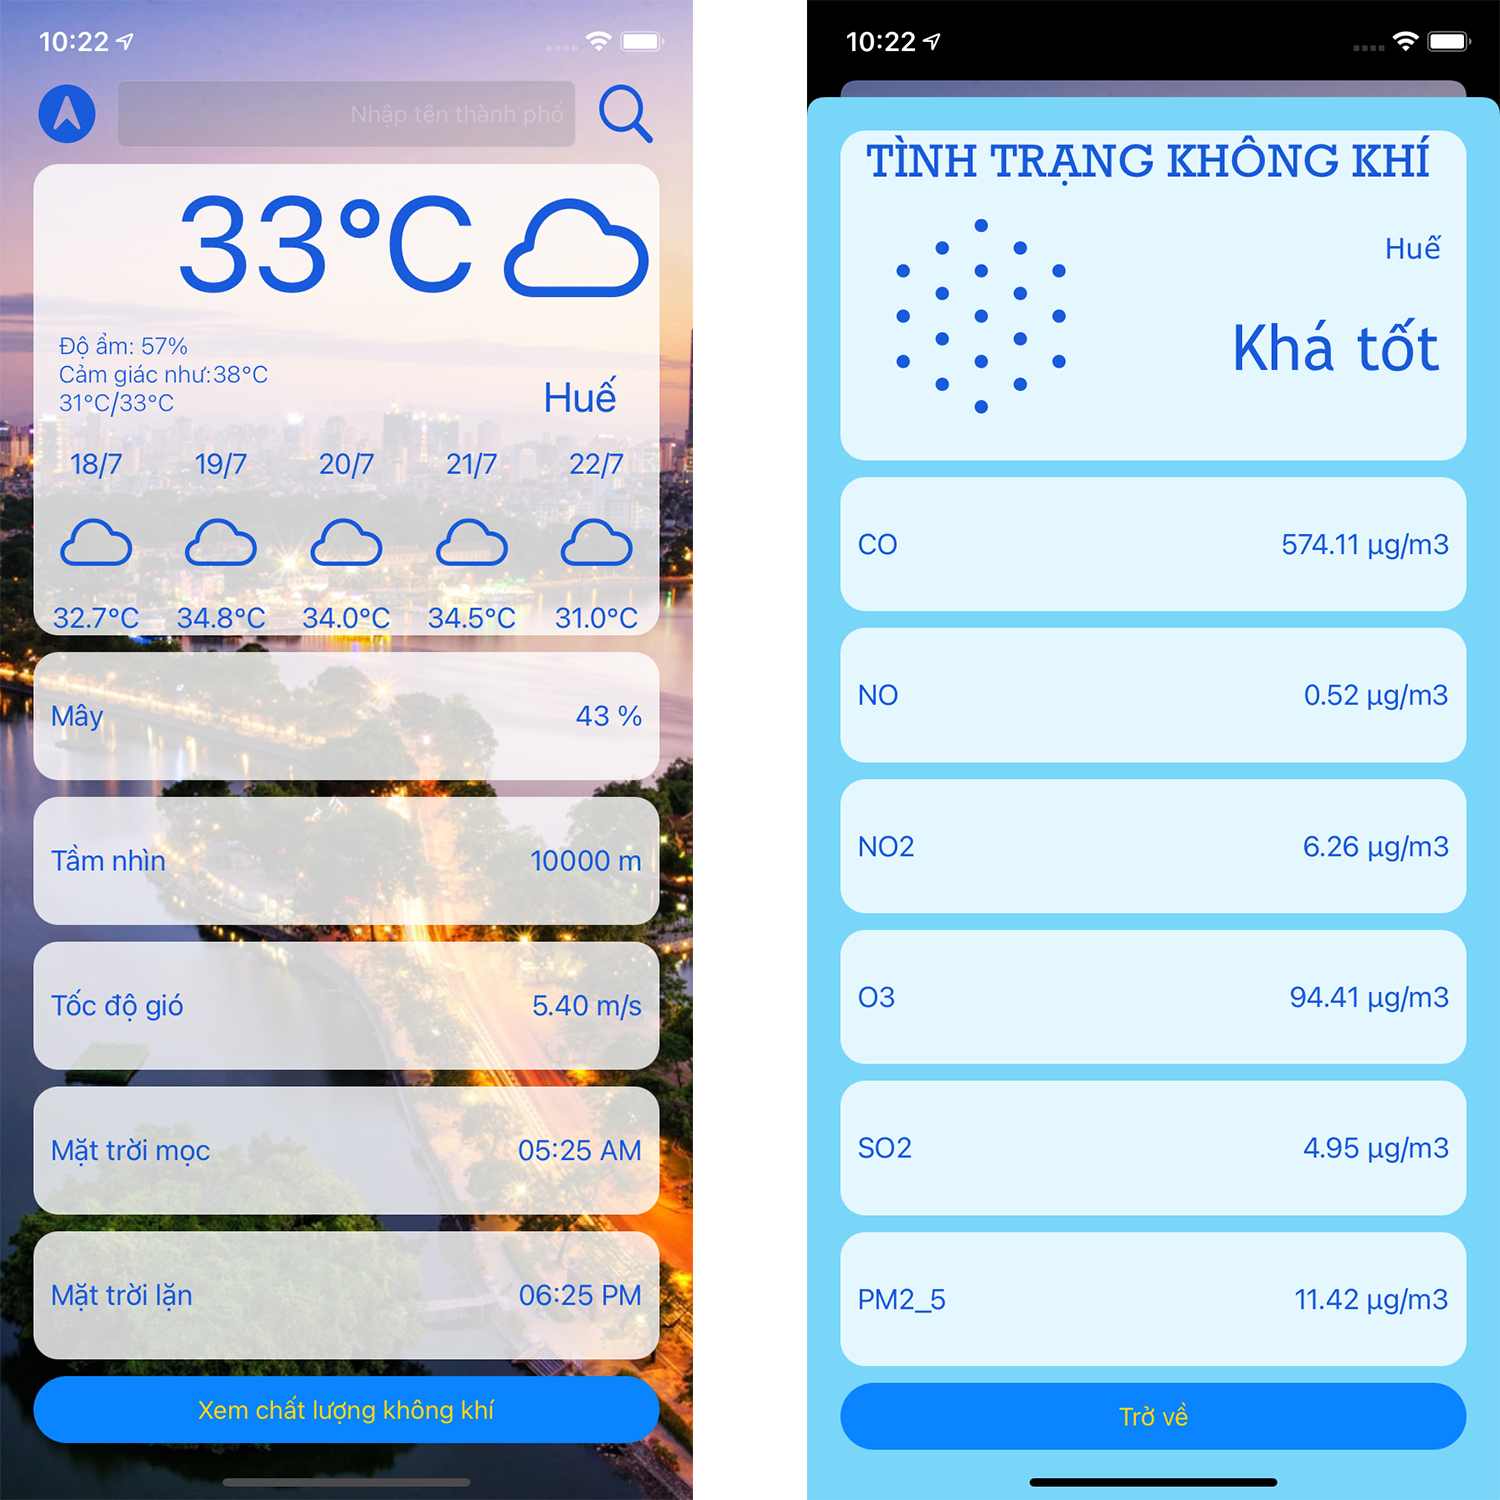 10:22
Nhập tên thành phố
33°C
Độ ẩm: 57%
Cảm giác như:38°C
31°C/33°C
Huế
18/7 19/7 20/7 21/7 22/7
32.7°C 34.8°C 34.0°C 34.5°C 31.0°C
Mây 43 %
Tầm nhìn 10000 m
Tốc độ gió 5.40 m/s
Mặt trời mọc 05:25 AM
Mặt trời lặn 06:25 PM
Xem chất lượng không khí
10:22
TÌNH TRẠNG KHÔNG KHÍ
Huế
Khá tốt
CO 574.11 µg/m3
NO 0.52 µg/m3
NO2 6.26 µg/m3
O3 94.41 µg/m3
SO2 4.95 µg/m3
PM2_5 11.42 µg/m3
Trở về